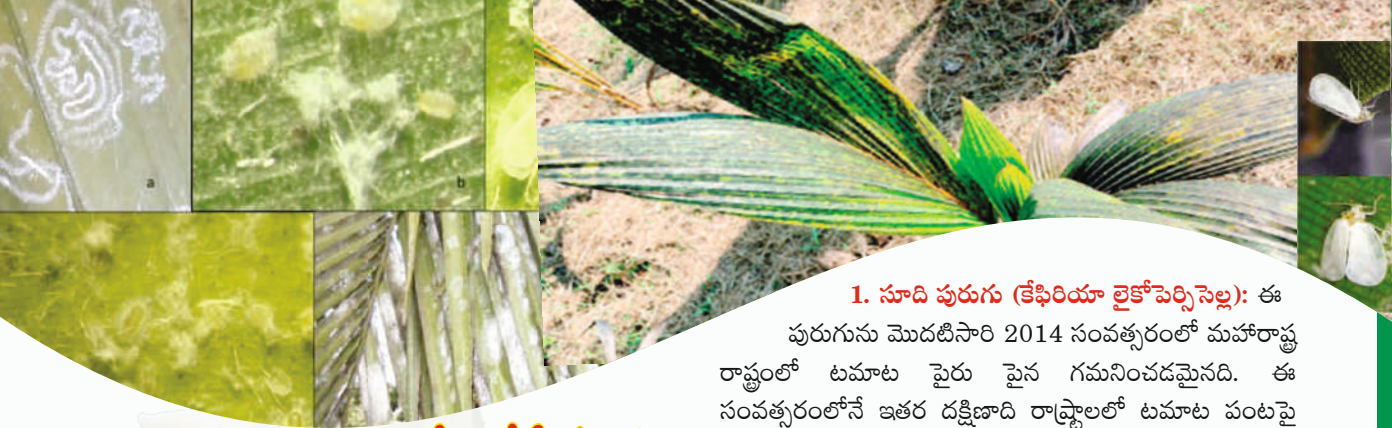 a
b
1. సూది పురుగు (కేఫిరియా లైకోపెర్సిసెల్ల): ఈ
పురుగును మొదటిసారి 2014 సంవత్సరంలో మహారాష్ట్ర
రాష్ట్రంలో టమాట పైరు పైన గమనించడమైనది. ఈ
సంవత్సరంలోనే ఇతర దక్షిణాది రాష్ట్రాలలో టమాట పంటపై